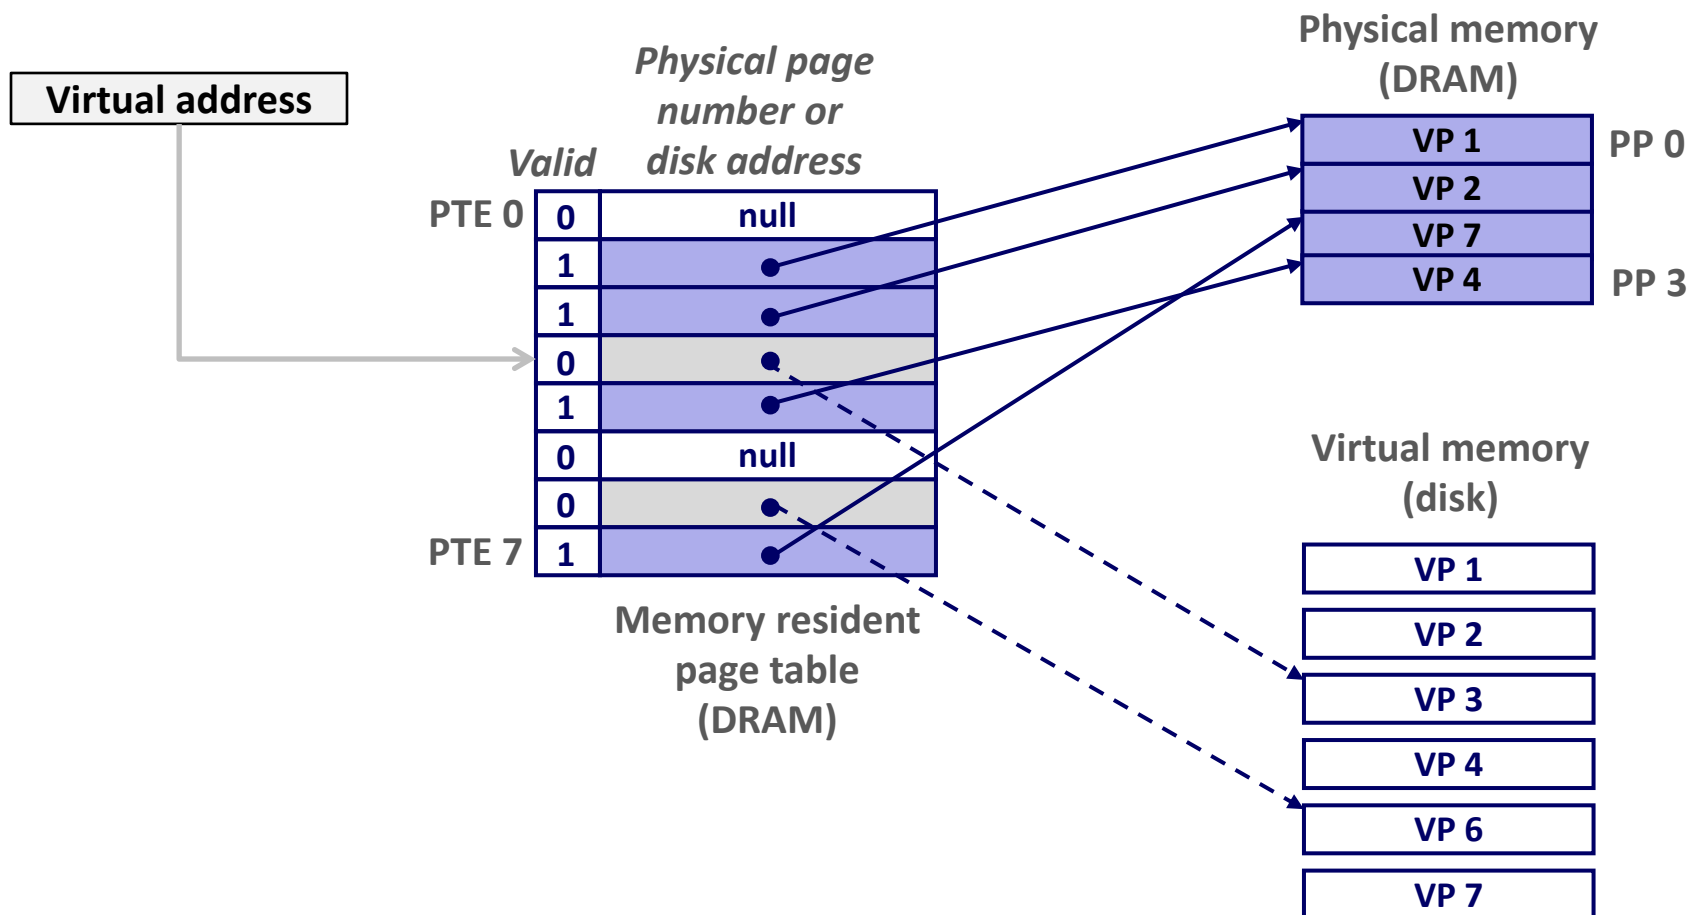 Virtual address
Physical page
number or
disk address
Valid
PTE 0
0
null
1
1
0
1
0
null
0
PTE 7
1
Memory resident
page table
(DRAM)
Physical memory
(DRAM)
VP 1
PP 0
VP 2
VP 7
VP 4
PP 3
Virtual memory
(disk)
VP 1
VP 2
VP 3
VP 4
VP 6
VP 7